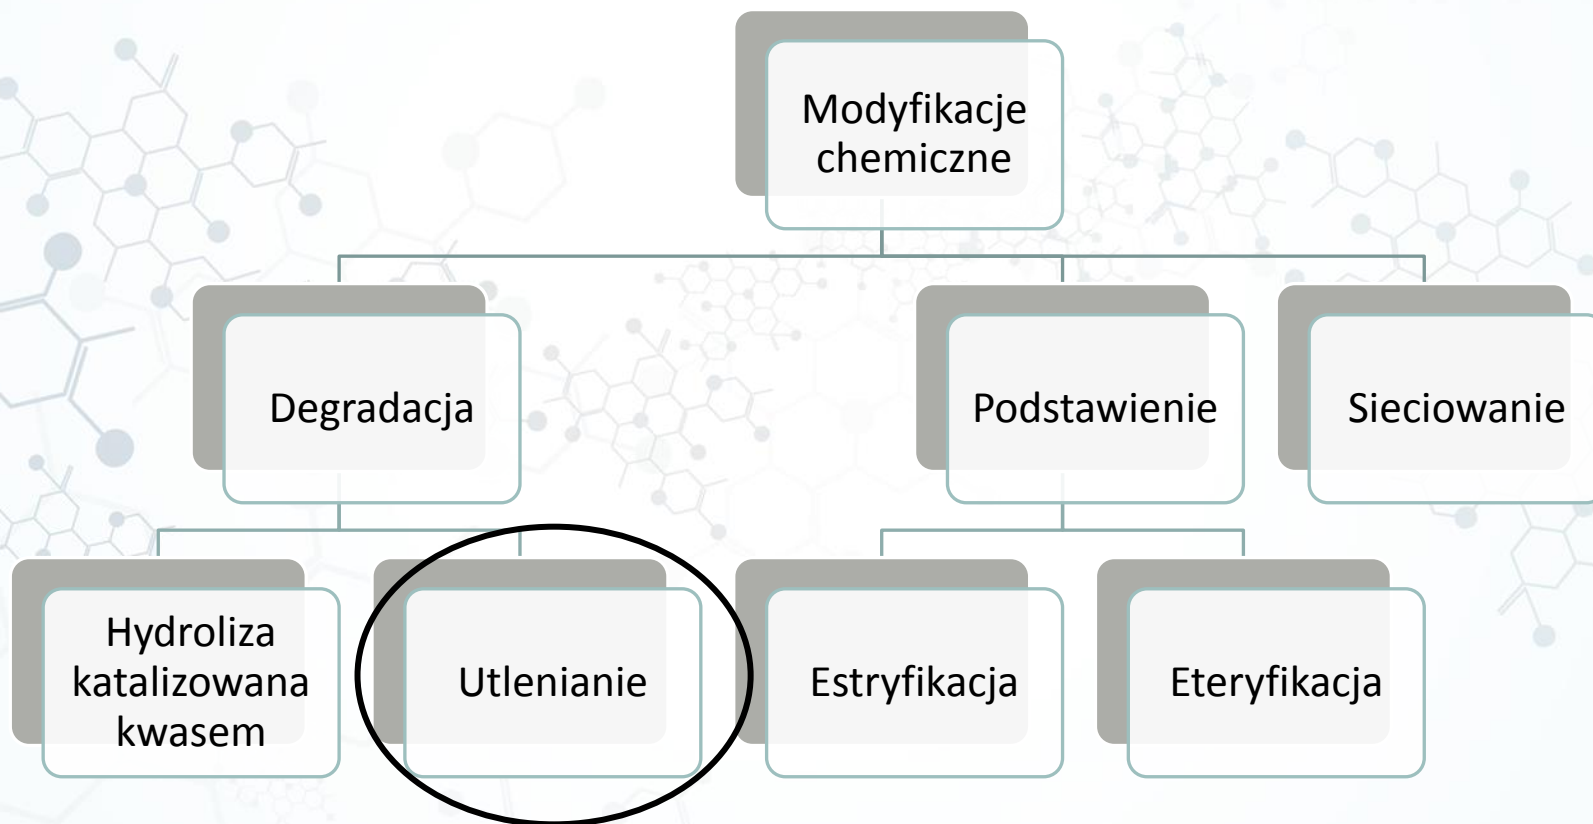 Modyfikacje
chemiczne
Degradacja
Podstawienie
Sieciowanie
Hydroliza
katalizowana
kwasem
Utlenianie
Estryfikacja
Eteryfikacja